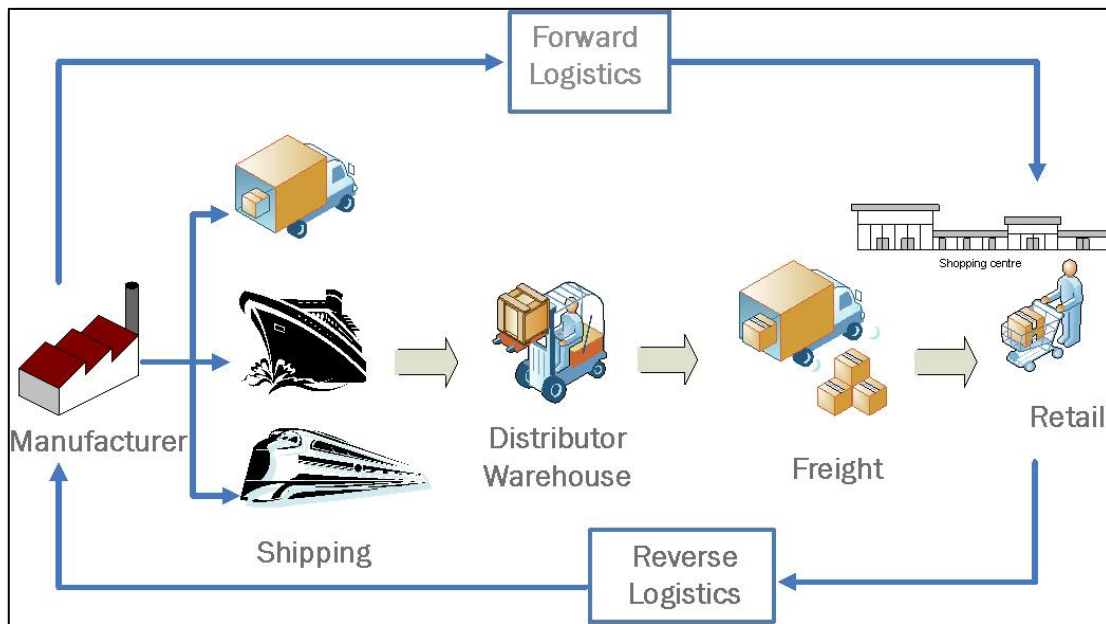 Forward
Logistics
Shopping centre
Manufacturer
Distributor
Warehouse
Freight
Retail
Shipping
Reverse
Logistics